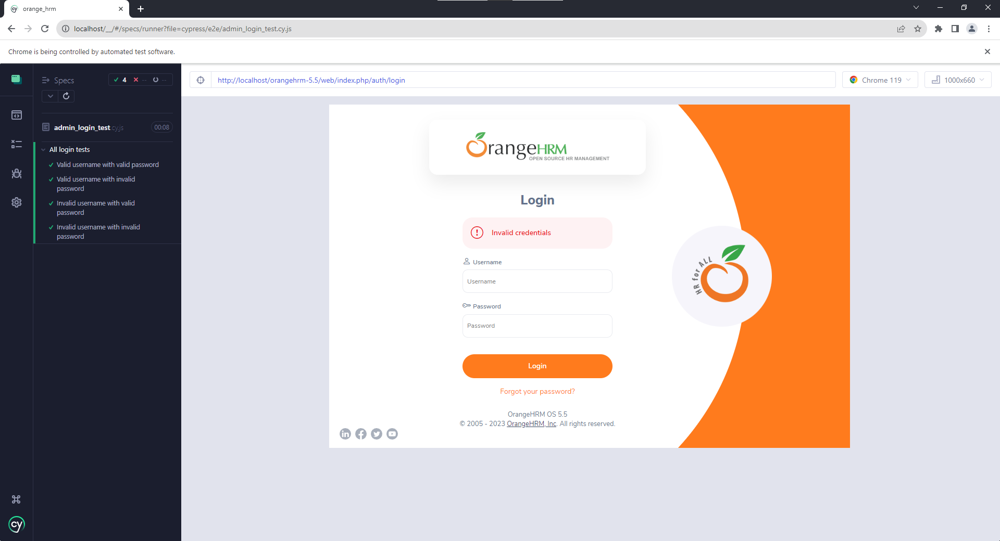 orange_hrm
localhost/__/#/specs/runner?file=cypress/e2e/admin_login_test.cy.js
Chrome is being controlled by automated test software.
Specs
4 -- --
admin_login_test.cy.js 00:08
All login tests
Valid username with valid password
Valid username with invalid
password
Invalid username with valid
password
Invalid username with invalid
password
cy
http://localhost/orangehrm-5.5/web/index.php/auth/login
Chrome 119
1000x660
OrangeHRM
OPEN SOURCE HR MANAGEMENT
Login
Invalid credentials
Username
Username
Password
Password
Login
Forgot your password?
OrangeHRM OS 5.5
© 2005 - 2023 OrangeHRM, Inc. All rights reserved.
HR for ALL